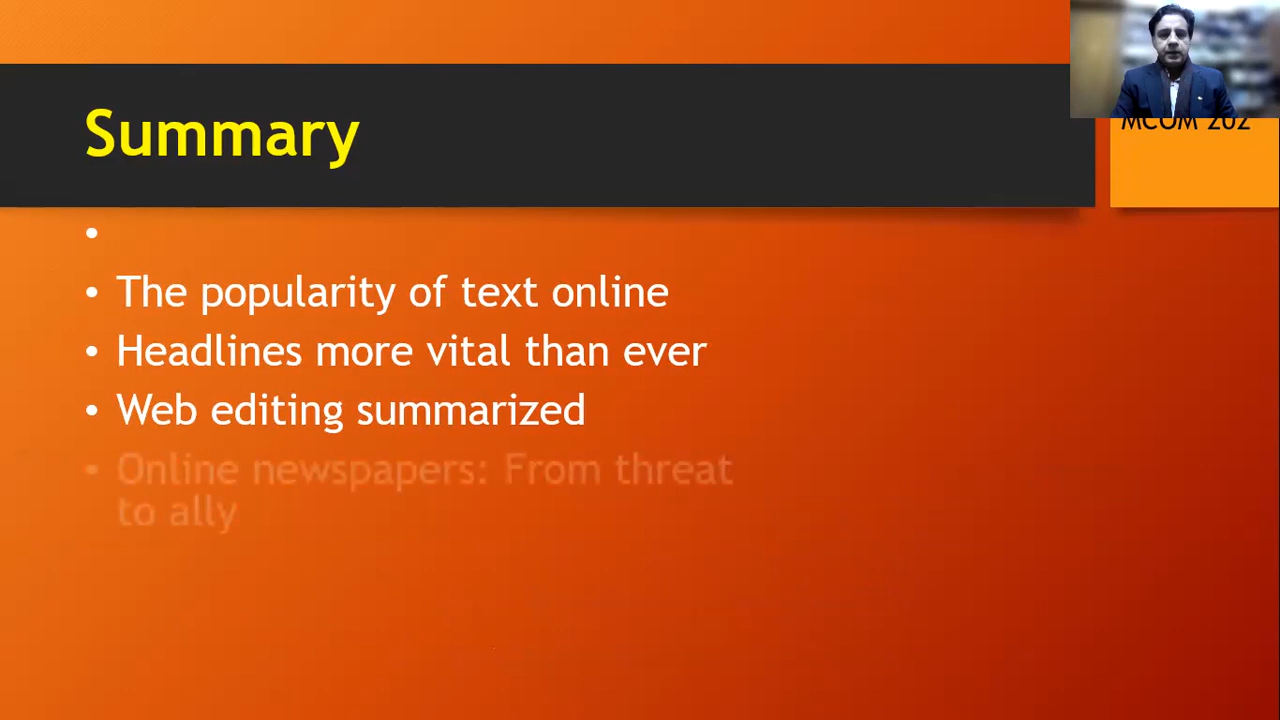 Summary
MCOM 202
•
• The popularity of text online
• Headlines more vital than ever
• Web editing summarized
• Online newspapers: From threat
to ally